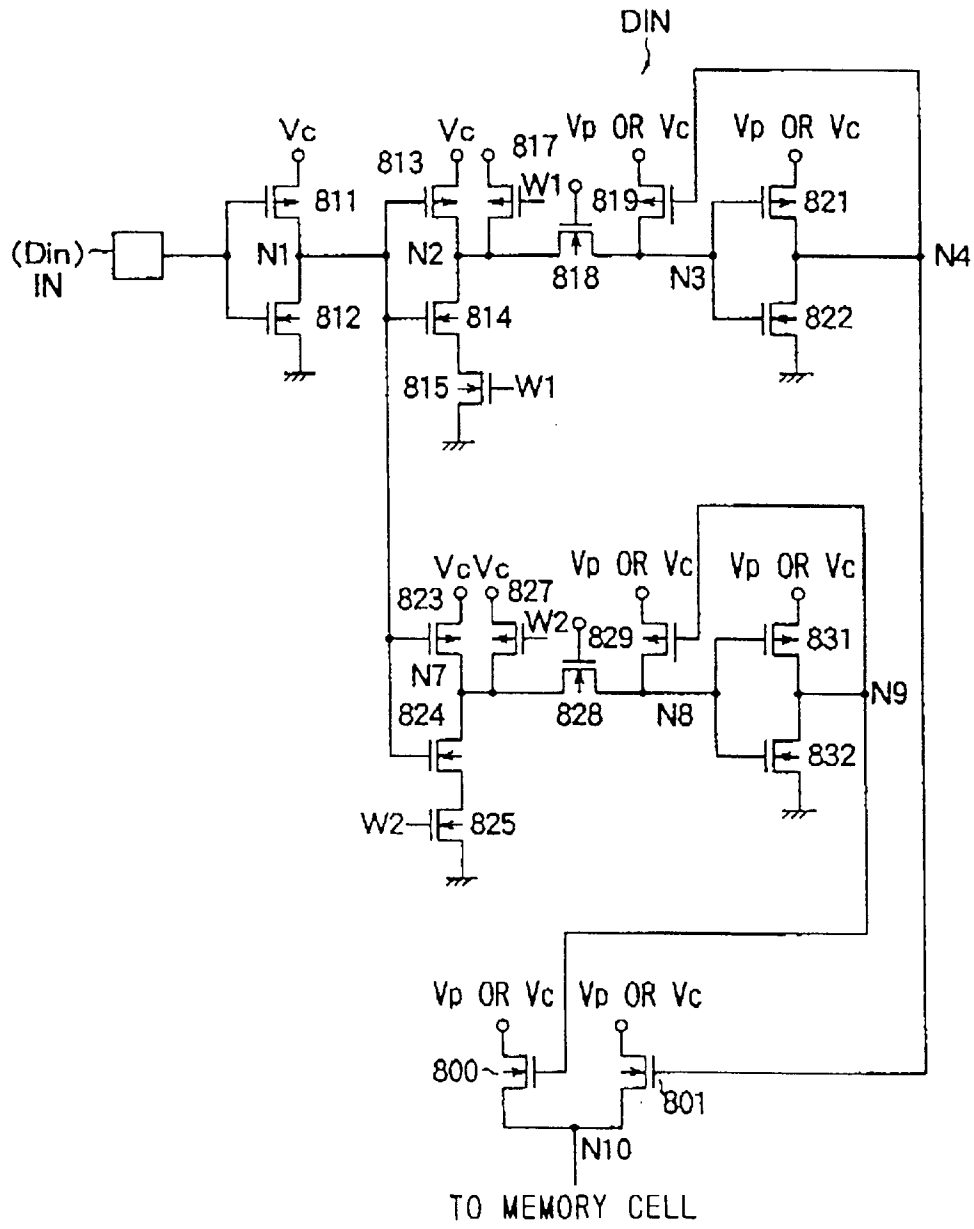 DIN
Vc
Vc
817
Vp OR Vc
Vp OR Vc
813
W1
811
819
821
(Din)
IN
N1
N2
818
N3
N4
812
814
822
815
W1
Vc
Vc
827
Vp OR Vc
Vp OR Vc
823
W2
829
831
N7
828
N8
N9
824
832
W2
825
Vp OR Vc
Vp OR Vc
800
801
N10
TO MEMORY CELL